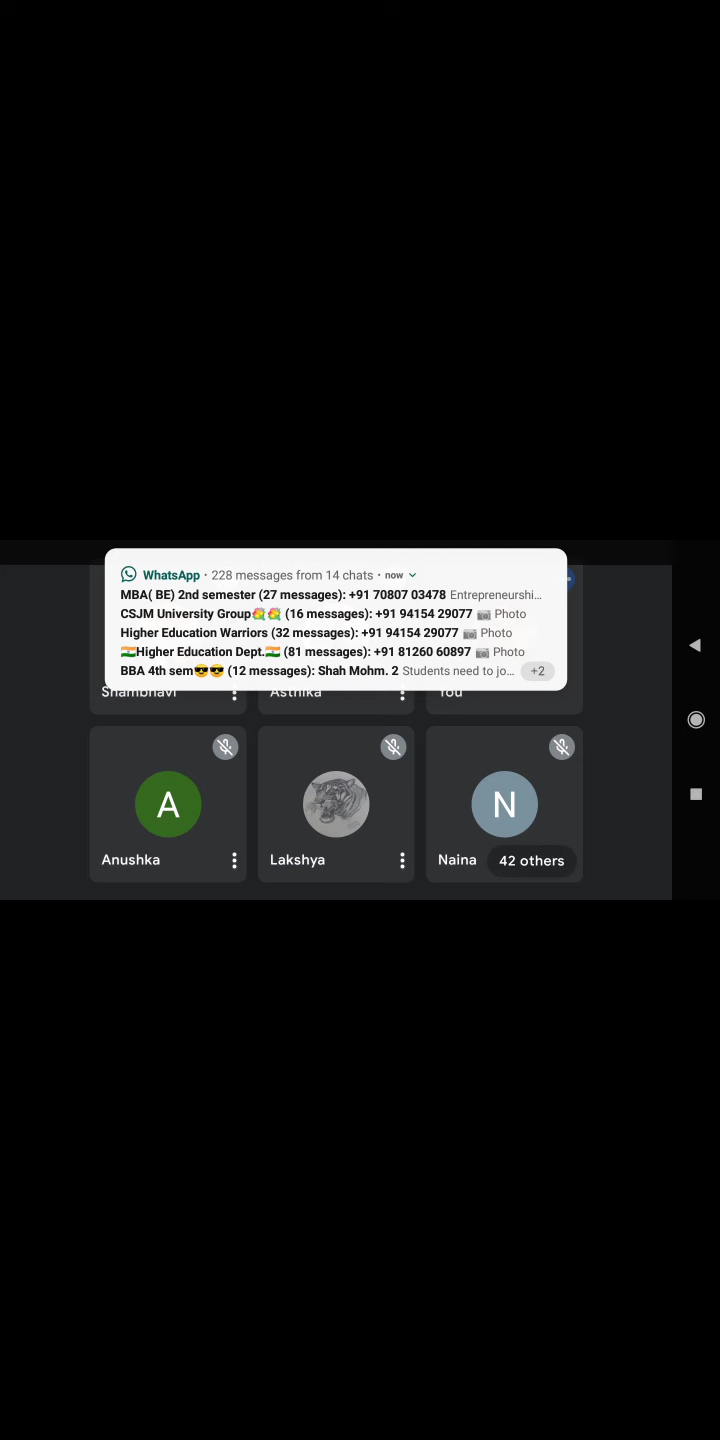 WhatsApp · 228 messages from 14 chats · now
MBA( BE) 2nd semester (27 messages): +91 70807 03478 Entrepreneurshi...
CSJM University Group💐💐 (16 messages): +91 94154 29077 📷 Photo
Higher Education Warriors (32 messages): +91 94154 29077 📷 Photo
🇮🇳Higher Education Dept.🇮🇳 (81 messages): +91 81260 60897 📷 Photo
BBA 4th sem😎😎 (12 messages): Shah Mohm. 2 Students need to jo... +2
Shambhavi
Asthika
You
A
N
Anushka
Lakshya
Naina
42 others